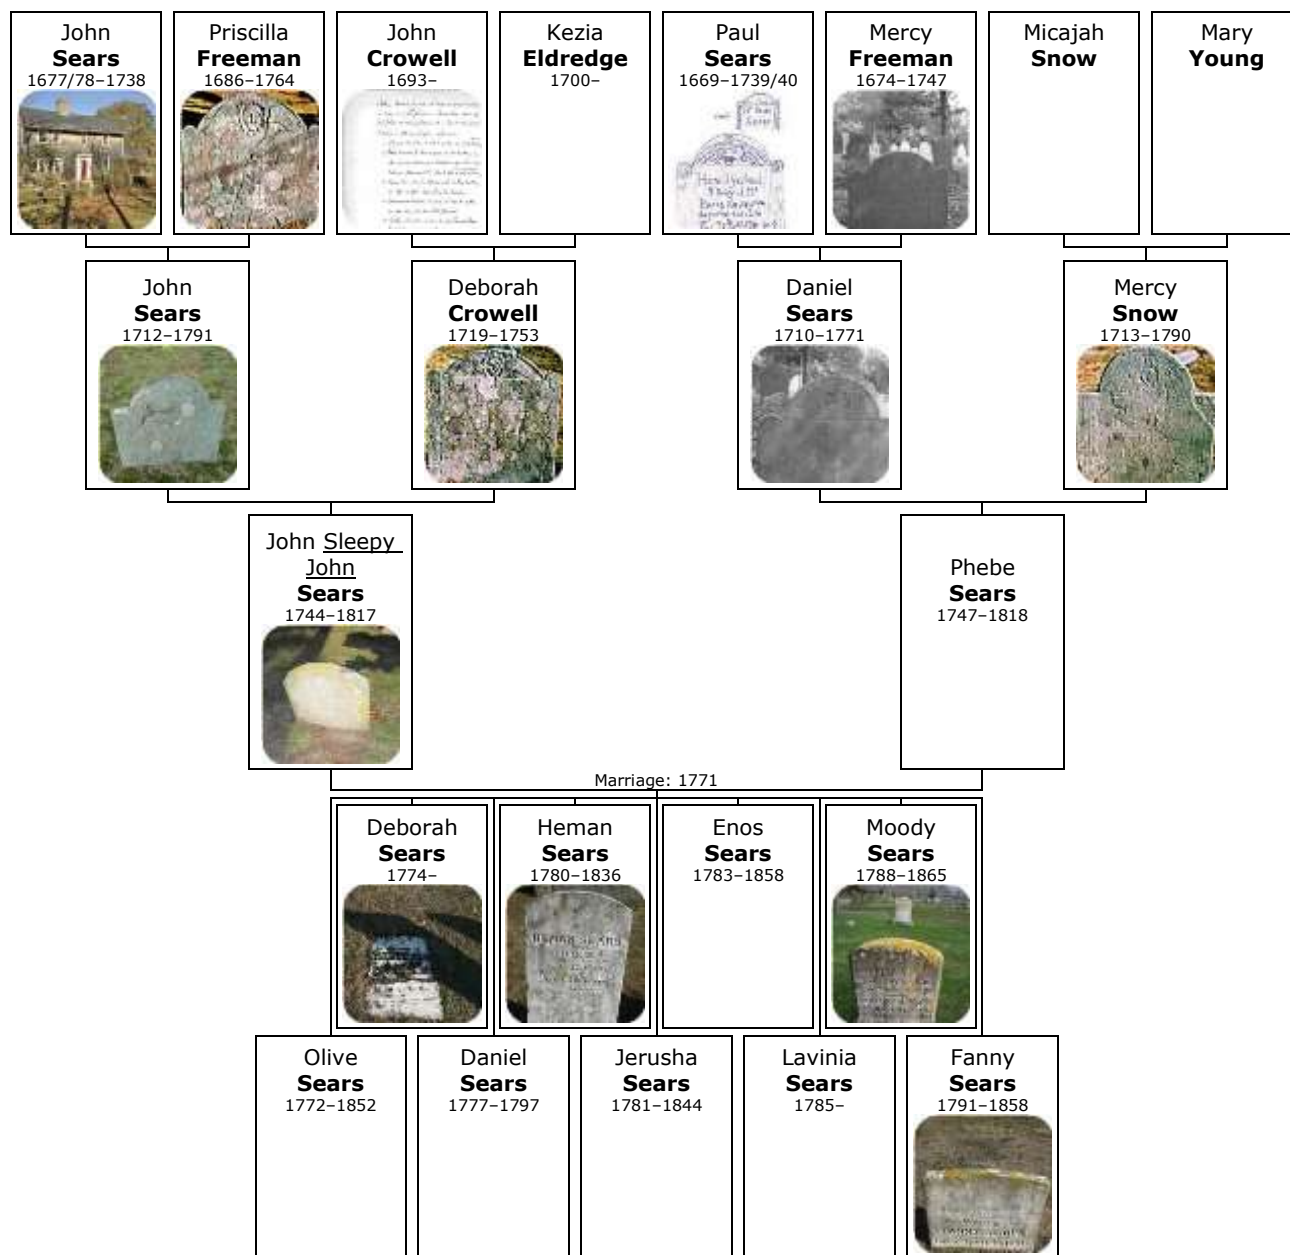 John
Sears
1677/78–1738
Priscilla
Freeman
1686–1764
John
Crowell
1693–
Kezia
Eldredge
1700–
Paul
Sears
1669–1739/40
Mercy
Freeman
1674–1747
Micajah
Snow
Mary
Young
John
Sears
1712–1791
Deborah
Crowell
1719–1753
Daniel
Sears
1710–1771
Mercy
Snow
1713–1790
John Sleepy
John
Sears
1744–1817
Phebe
Sears
1747–1818
Marriage: 1771
Deborah
Sears
1774–
Heman
Sears
1780–1836
Enos
Sears
1783–1858
Moody
Sears
1788–1865
Olive
Sears
1772–1852
Daniel
Sears
1777–1797
Jerusha
Sears
1781–1844
Lavinia
Sears
1785–
Fanny
Sears
1791–1858